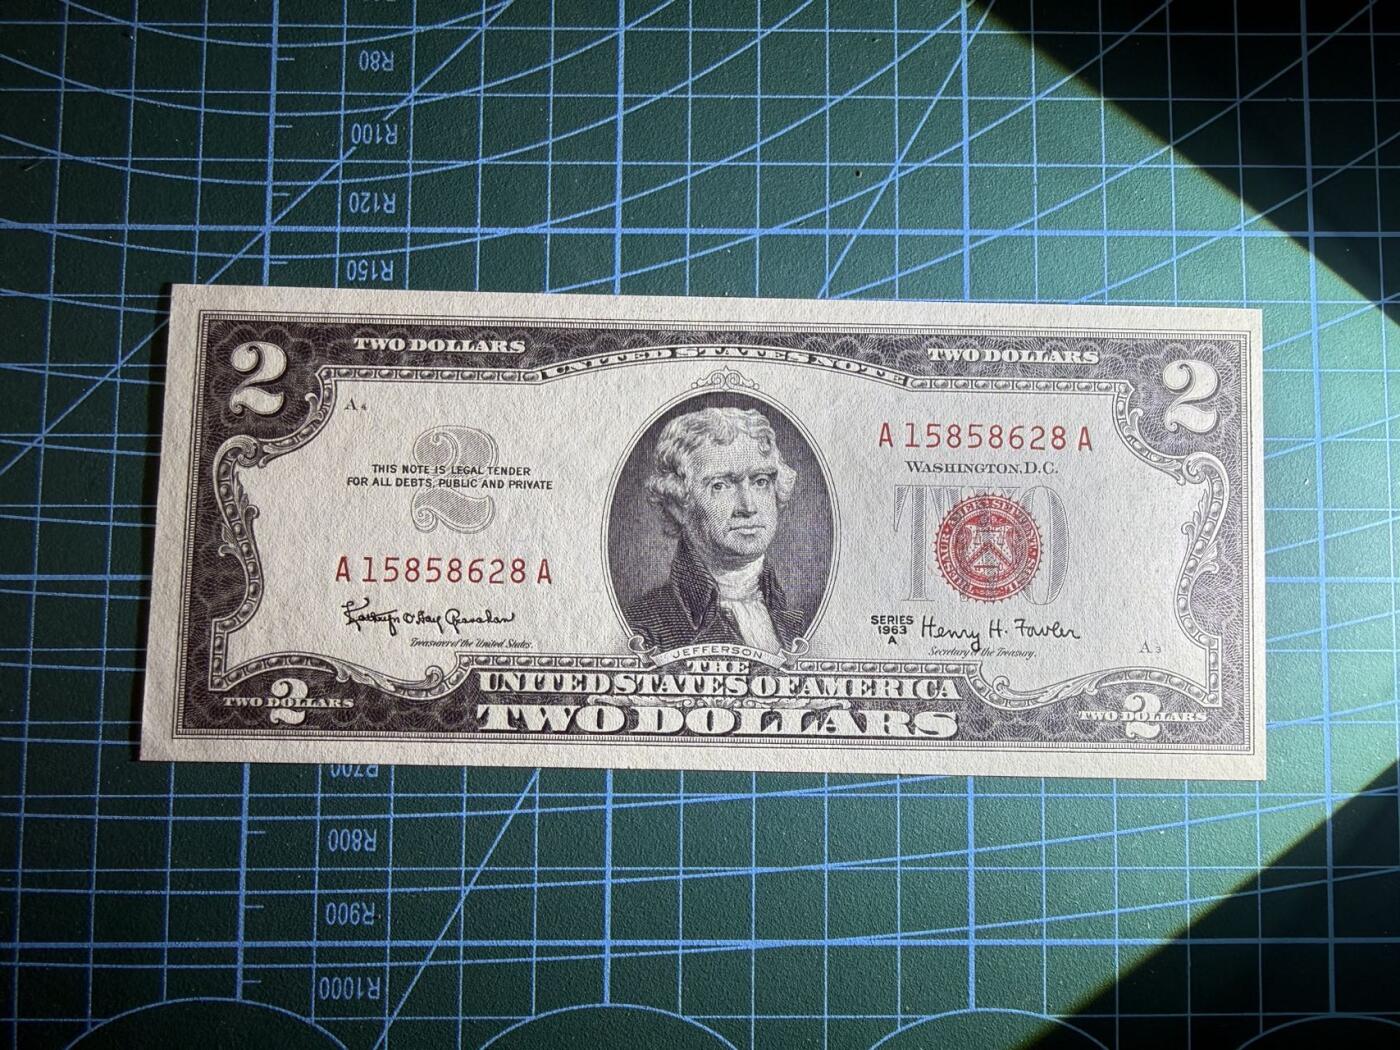 R80
R100
R120
R150
TWO DOLLARS
TWO DOLLARS
UNITED STATES NOTE
2
2
A 4
A 15858628 A
WASHINGTON, D.C.
2
THIS NOTE IS LEGAL TENDER
FOR ALL DEBTS, PUBLIC AND PRIVATE
TWO
A 15858628 A
Kathryn O'Hay Granahan
Treasurer of the United States.
SERIES
1963
A
Henry H. Fowler
Secretary of the Treasury.
A 3
JEFFERSON
THE
UNITED STATES OF AMERICA
TWO DOLLARS
TWO DOLLARS
2
TWO DOLLARS
2
R700
R800
R900
R1000